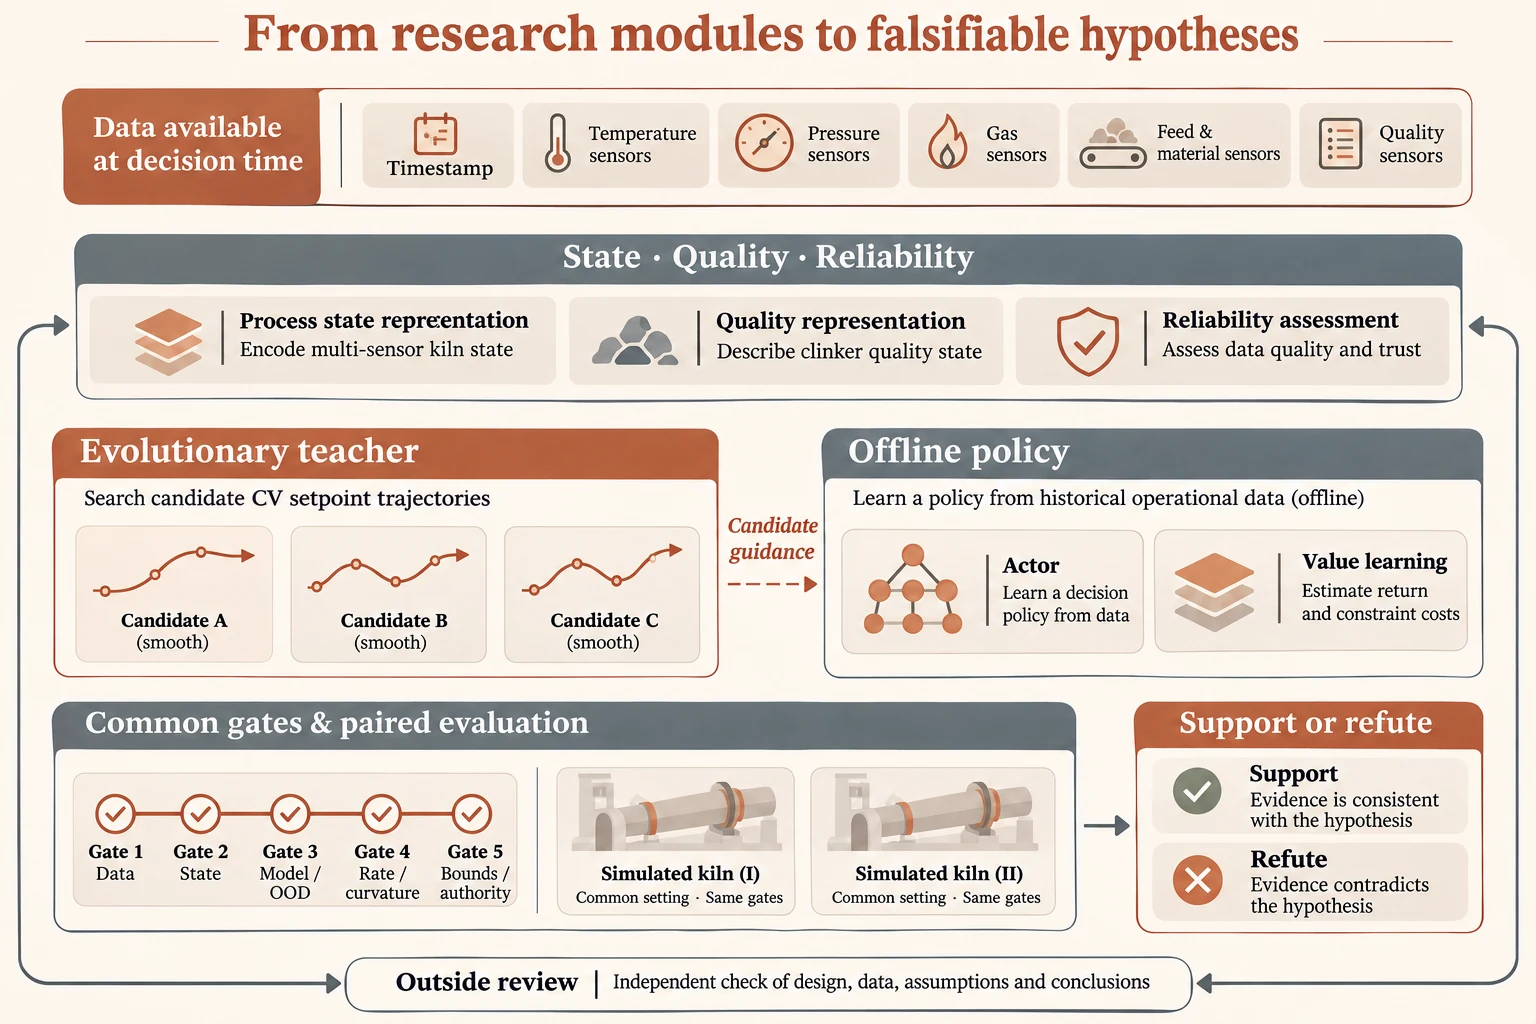 From research modules to falsifiable hypotheses
Data available
at decision time
Timestamp
Temperature
sensors
Pressure
sensors
Gas
sensors
Feed &
material sensors
Quality
sensors
State · Quality · Reliability
Process state representation
Encode multi-sensor kiln state
Quality representation
Describe clinker quality state
Reliability assessment
Assess data quality and trust
Evolutionary teacher
Search candidate CV setpoint trajectories
Candidate A
(smooth)
Candidate B
(smooth)
Candidate C
(smooth)
Candidate
guidance
Offline policy
Learn a policy from historical operational data (offline)
Actor
Learn a decision
policy from data
Value learning
Estimate return
and constraint costs
Common gates & paired evaluation
Gate 1
Data
Gate 2
State
Gate 3
Model /
OOD
Gate 4
Rate /
curvature
Gate 5
Bounds /
authority
Simulated kiln (I)
Common setting · Same gates
Simulated kiln (II)
Common setting · Same gates
Support or refute
Support
Evidence is consistent
with the hypothesis
Refute
Evidence contradicts
the hypothesis
Outside review
Independent check of design, data, assumptions and conclusions